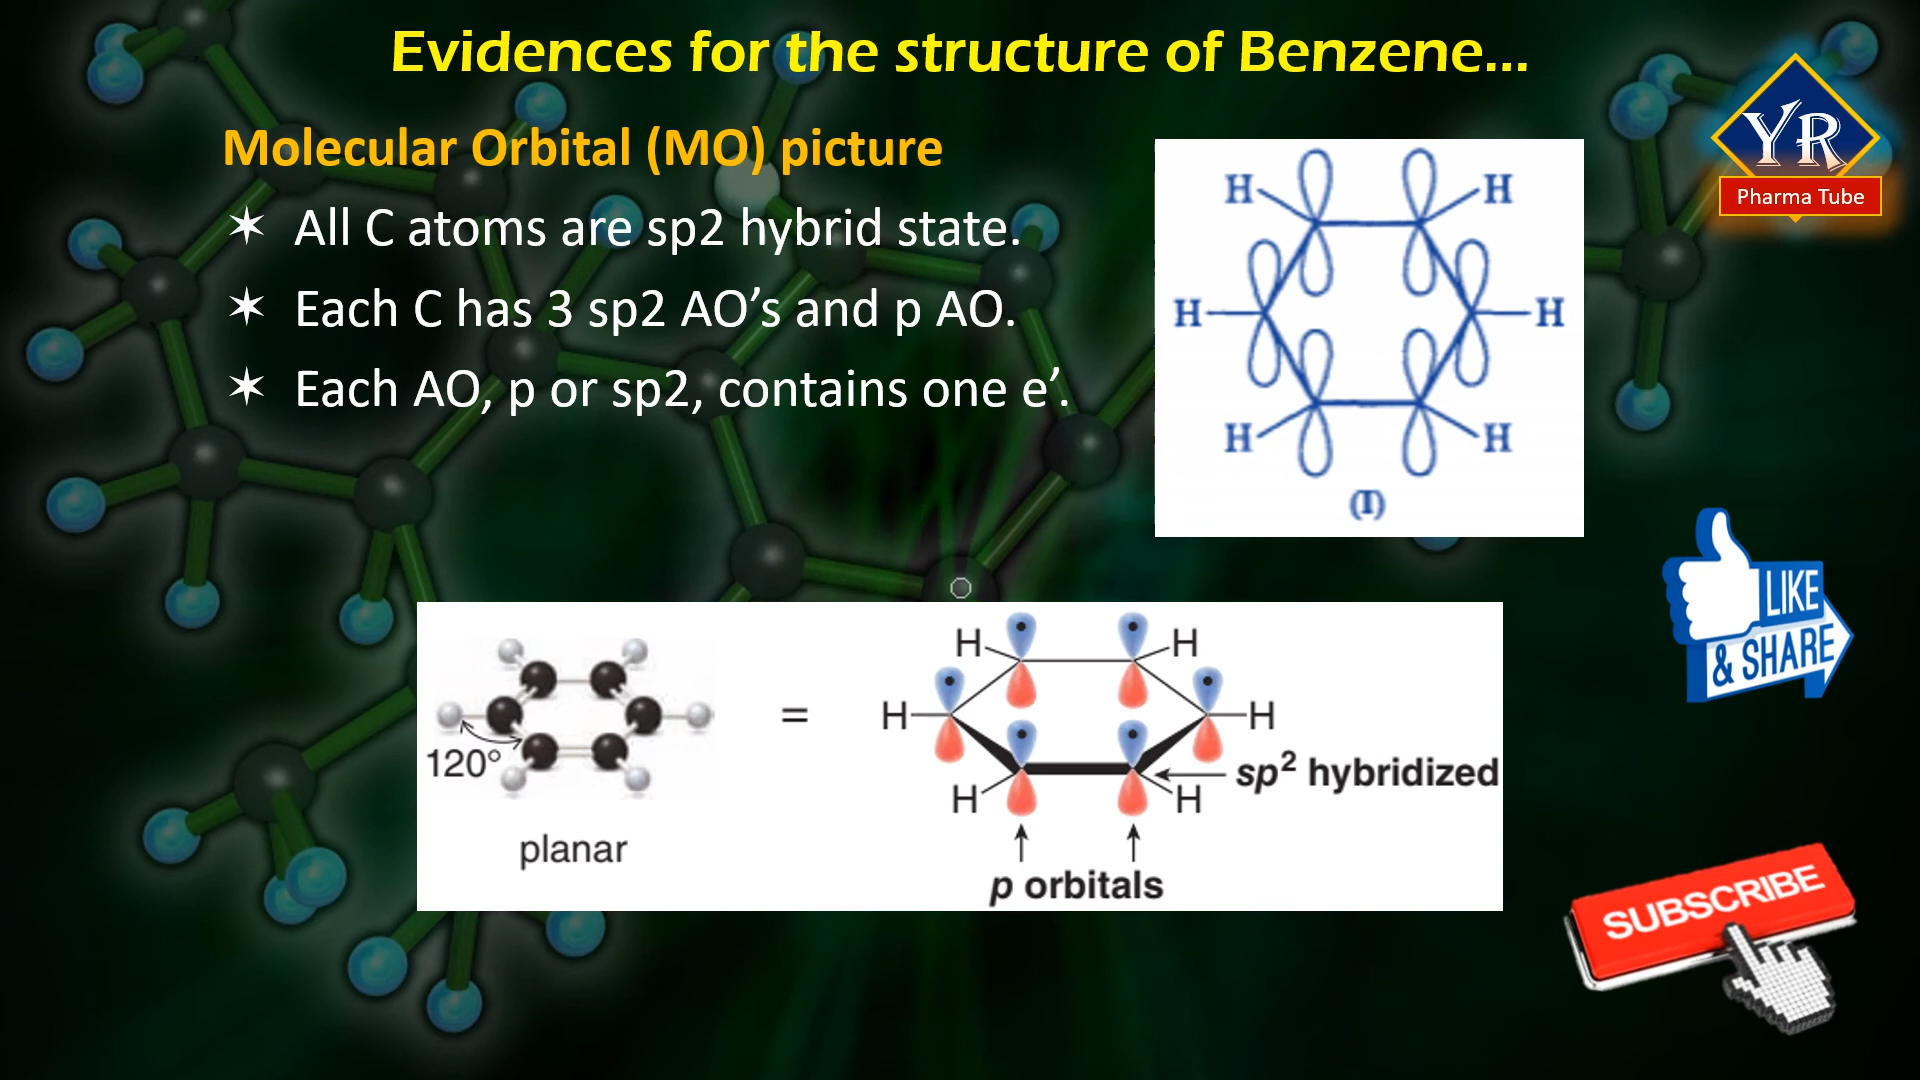 Evidences for the structure of Benzene...
YR
Pharma Tube
Molecular Orbital (MO) picture
✶ All C atoms are sp2 hybrid state.
✶ Each C has 3 sp2 AO’s and p AO.
✶ Each AO, p or sp2, contains one e’.
H H
H H
H H
(I)
LIKE
& SHARE
H H
120° = H H
sp² hybridized
H H
planar
p orbitals
SUBSCRIBE